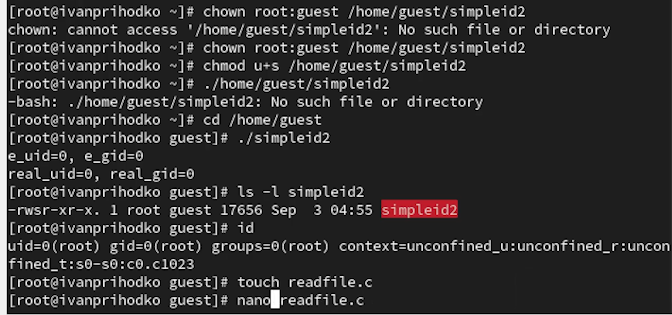 [root@ivanprihodko ~]# chown root:guest /home/guest/simpleid2
chown: cannot access '/home/guest/simpleid2': No such file or directory
[root@ivanprihodko ~]# chown root:guest /home/guest/simpleid2
[root@ivanprihodko ~]# chmod u+s /home/guest/simpleid2
[root@ivanprihodko ~]# ./home/guest/simpleid2
-bash: ./home/guest/simpleid2: No such file or directory
[root@ivanprihodko ~]# cd /home/guest
[root@ivanprihodko guest]# ./simpleid2
e_uid=0, e_gid=0
real_uid=0, real_gid=0
[root@ivanprihodko guest]# ls -l simpleid2
-rwsr-xr-x. 1 root guest 17656 Sep  3 04:55 simpleid2
[root@ivanprihodko guest]# id
uid=0(root) gid=0(root) groups=0(root) context=unconfined_u:unconfined_r:uncon
fined_t:s0-s0:c0.c1023
[root@ivanprihodko guest]# touch readfile.c
[root@ivanprihodko guest]# nano readfile.c